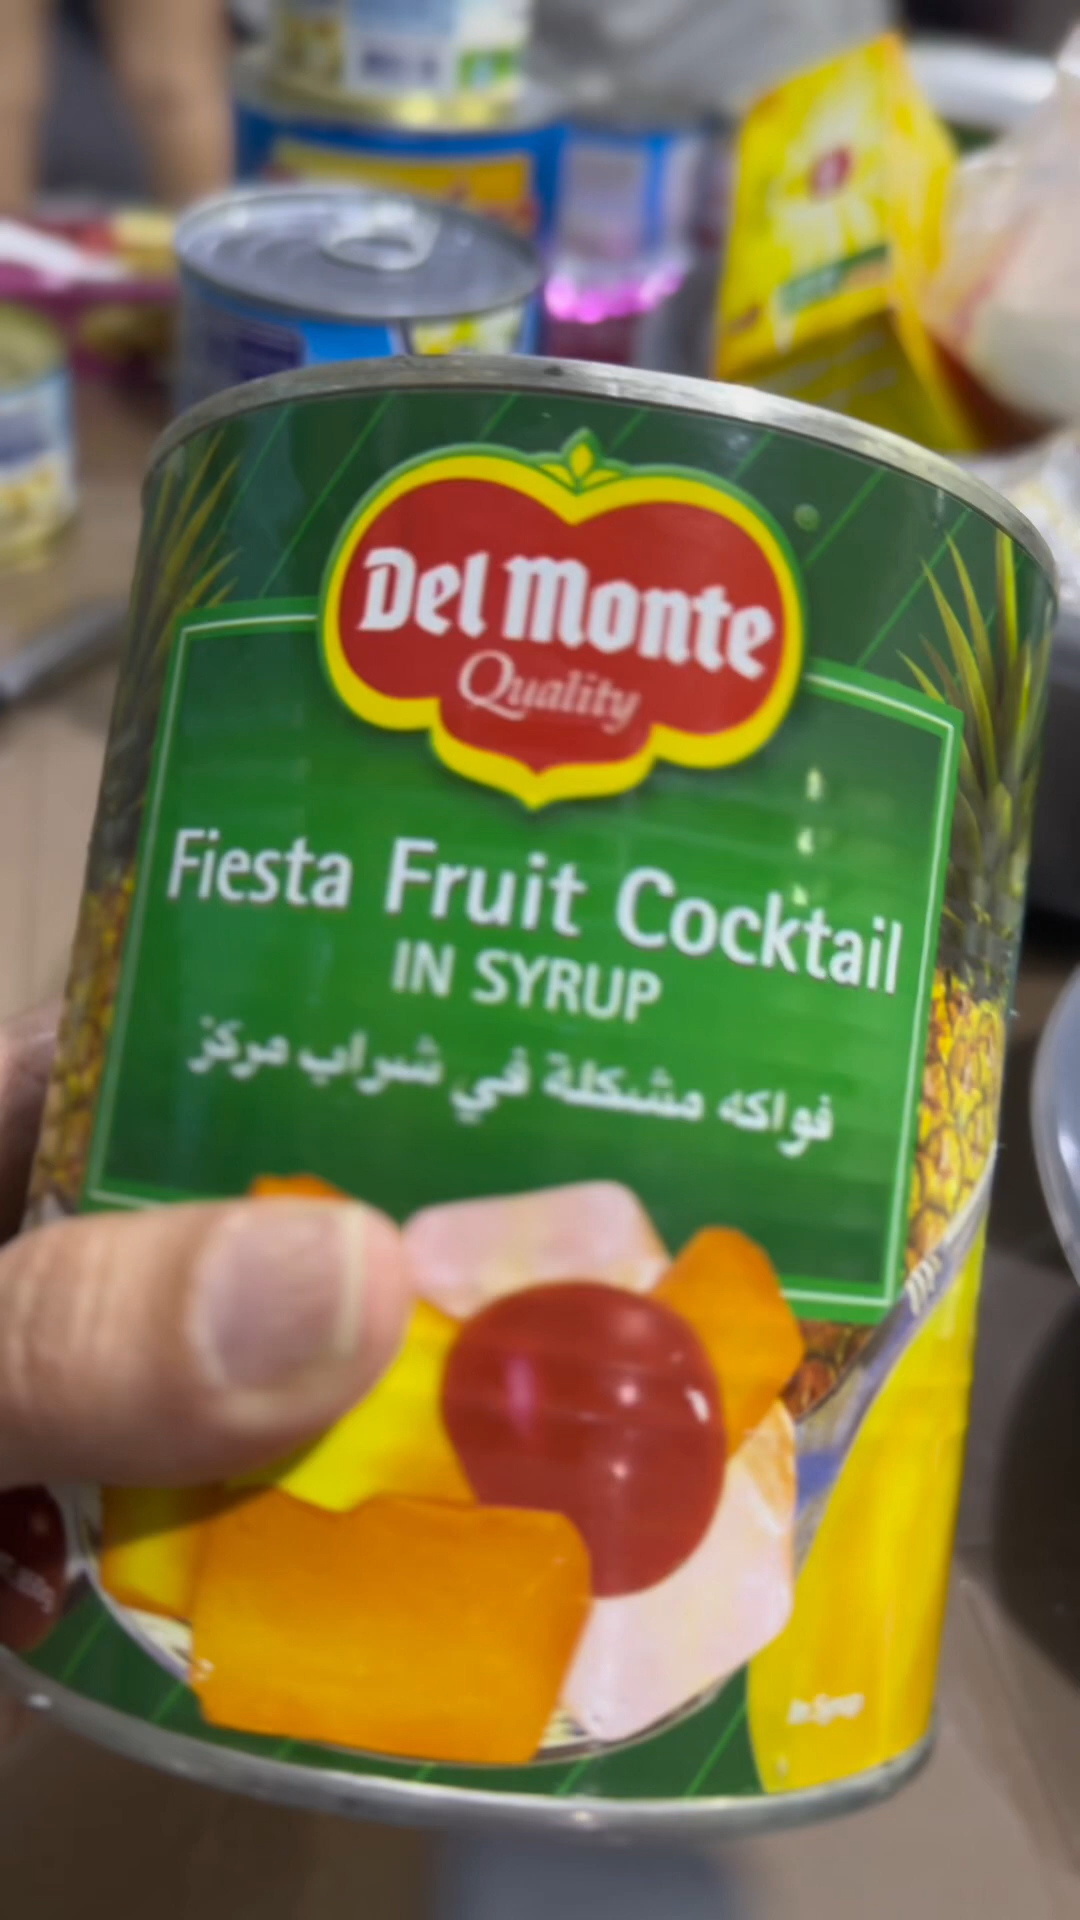 Del Monte
Quality
Fiesta Fruit Cocktail
IN SYRUP
فواكه مشكلة في شراب مركز
In Syrup